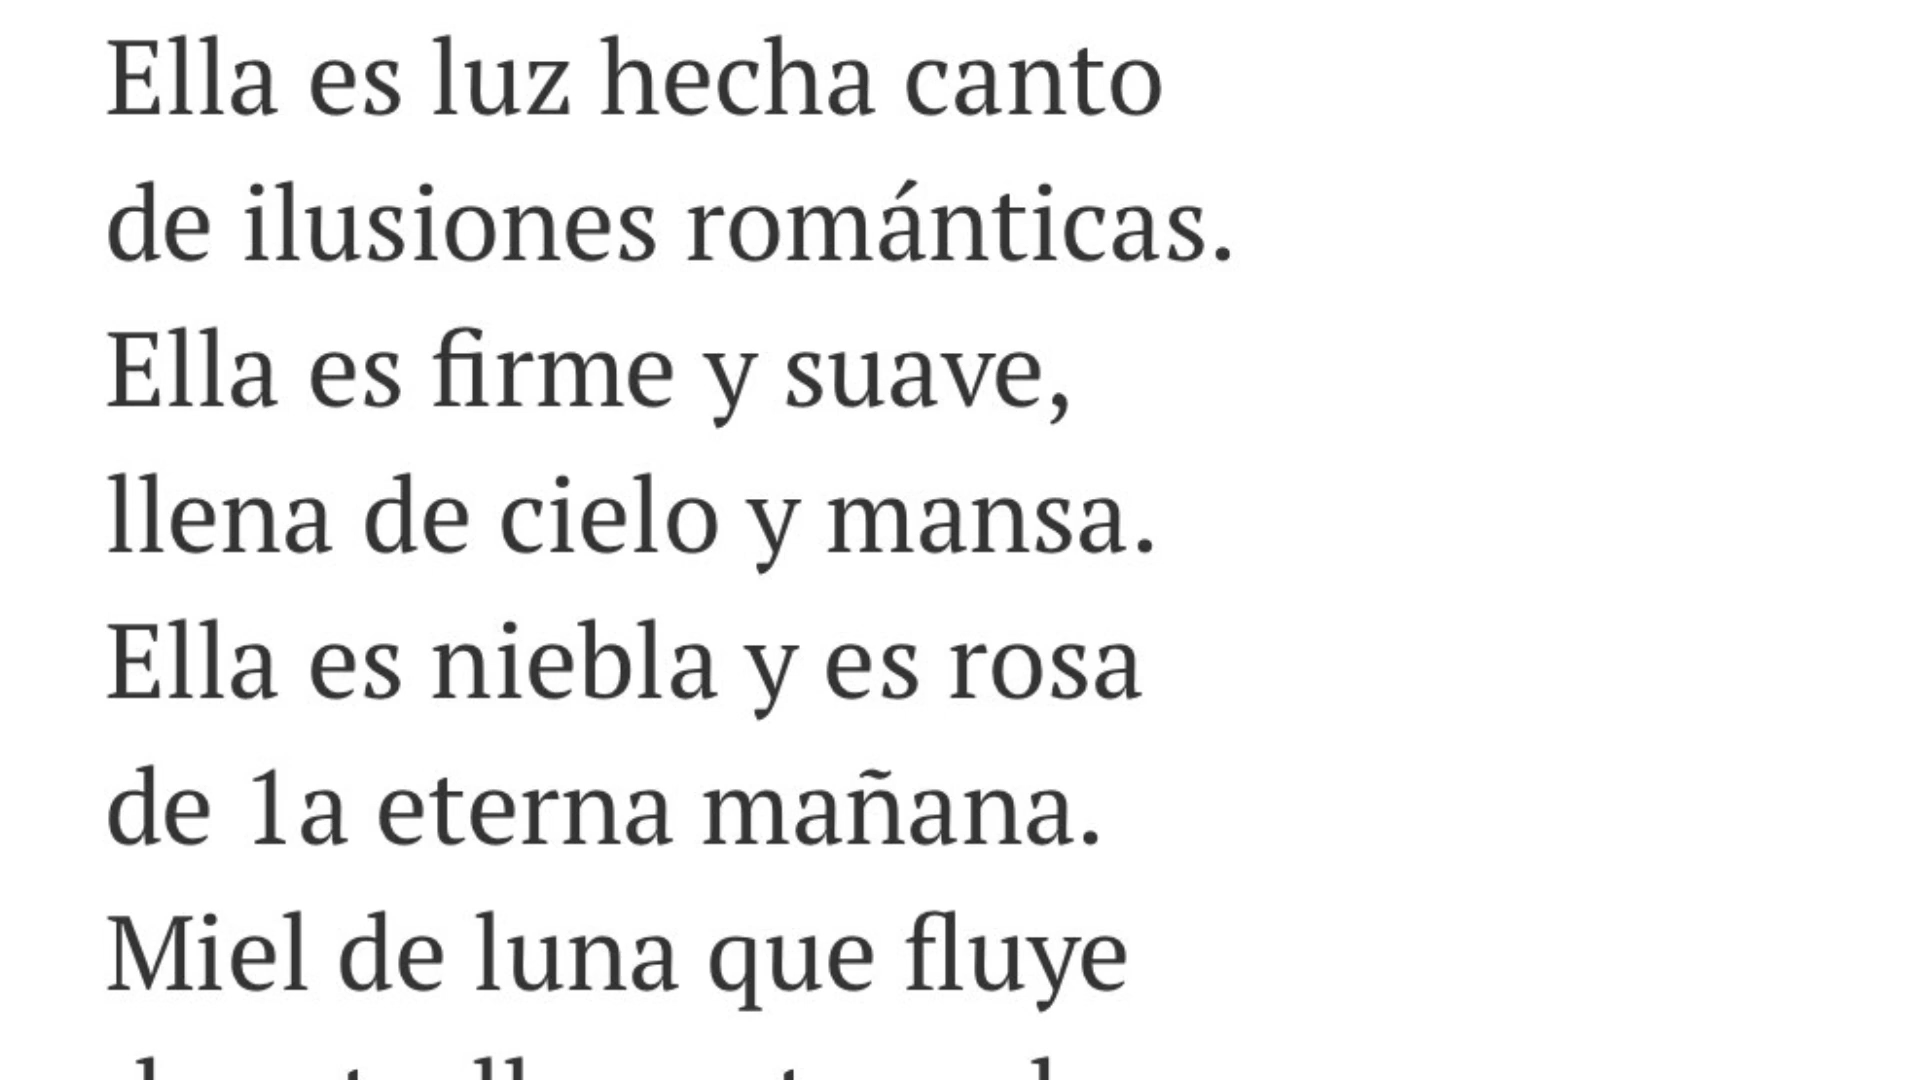 Ella es luz hecha canto
de ilusiones románticas.
Ella es firme y suave,
llena de cielo y mansa.
Ella es niebla y es rosa
de 1a eterna mañana.
Miel de luna que fluye